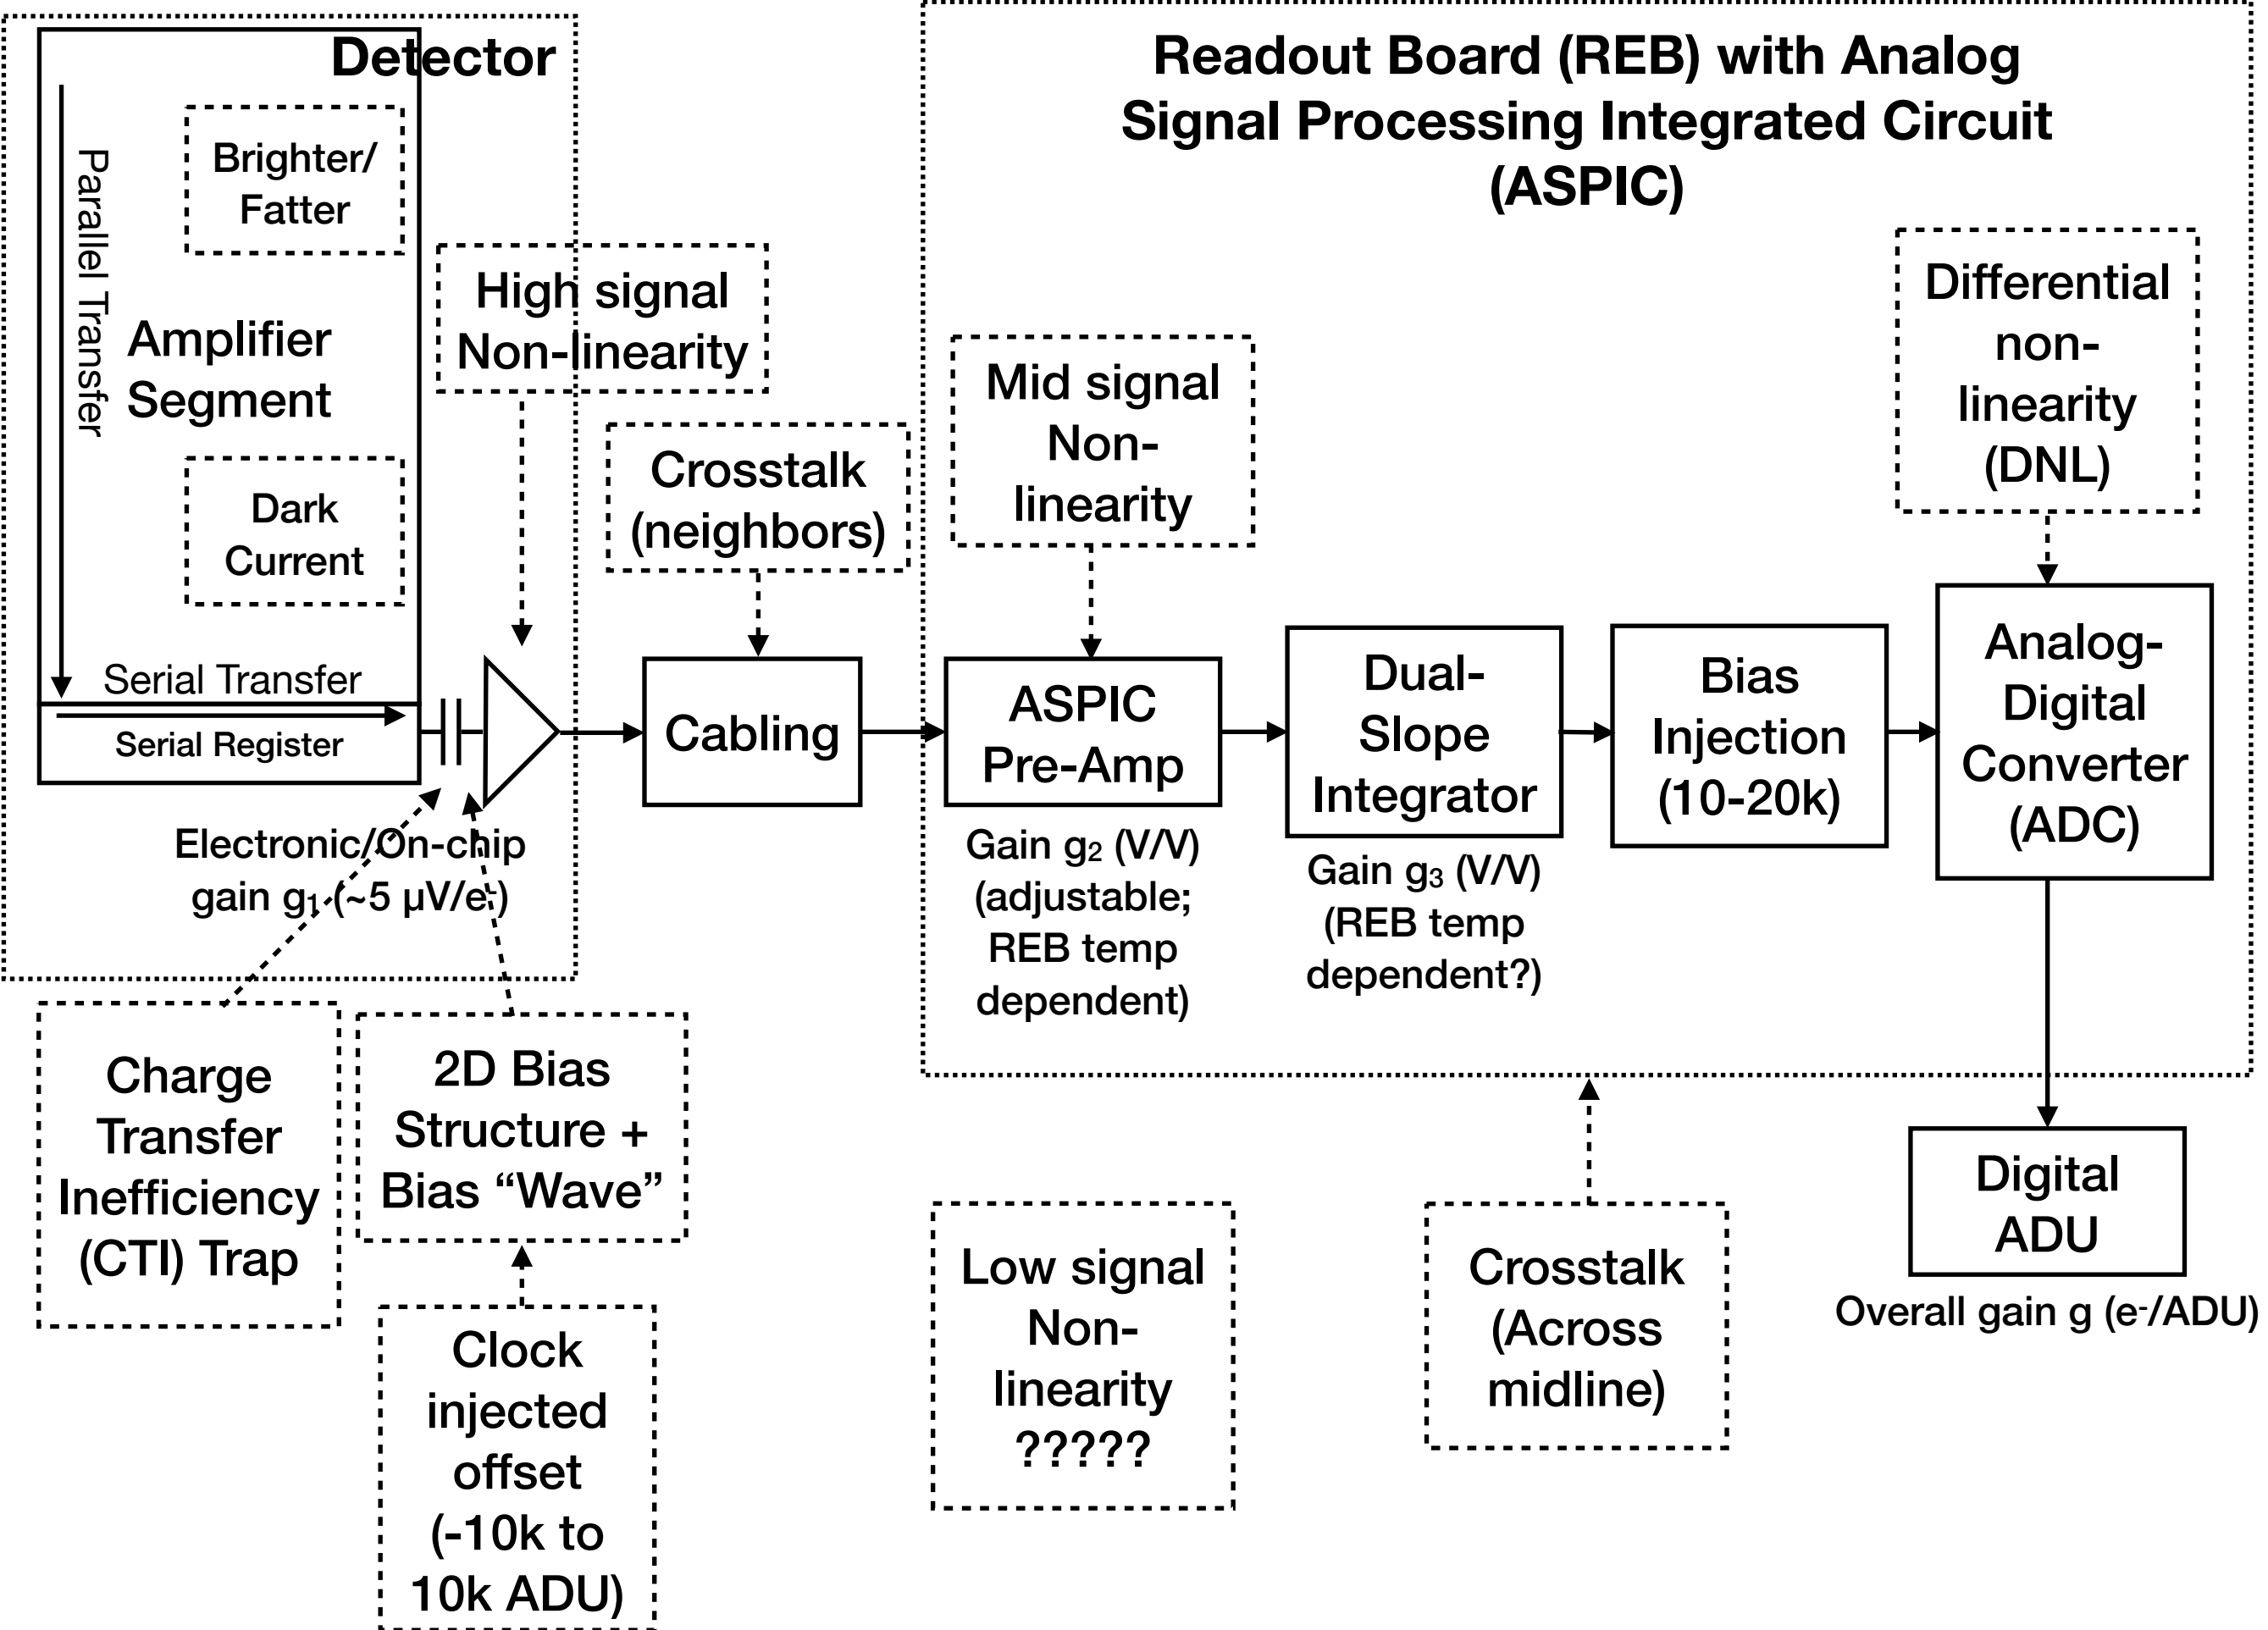 Detector
Readout Board (REB) with Analog
Signal Processing Integrated Circuit
(ASPIC)
Parallel Transfer
Brighter/
Fatter
Amplifier
Segment
Dark
Current
Serial Transfer
Serial Register
High signal
Non-linearity
Crosstalk
(neighbors)
Mid signal
Non-
linearity
Differential
non-
linearity
(DNL)
Cabling
ASPIC
Pre-Amp
Dual-
Slope
Integrator
Bias
Injection
(10-20k)
Analog-
Digital
Converter
(ADC)
Electronic/On-chip
gain g₁ (~5 µV/e⁻)
Gain g₂ (V/V)
(adjustable;
REB temp
dependent)
Gain g₃ (V/V)
(REB temp
dependent?)
Charge
Transfer
Inefficiency
(CTI) Trap
2D Bias
Structure +
Bias “Wave”
Clock
injected
offset
(-10k to
10k ADU)
Low signal
Non-
linearity
?????
Crosstalk
(Across
midline)
Digital
ADU
Overall gain g (e⁻/ADU)